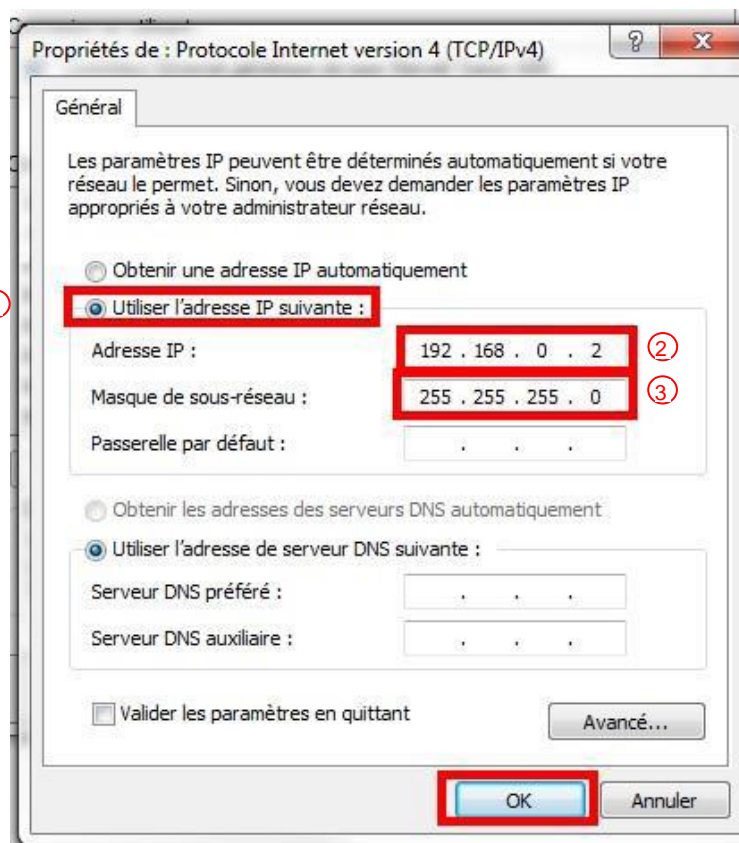 Propriétés de : Protocole Internet version 4 (TCP/IPv4)
Général
Les paramètres IP peuvent être déterminés automatiquement si votre
réseau le permet. Sinon, vous devez demander les paramètres IP
appropriés à votre administrateur réseau.
Obtenir une adresse IP automatiquement
Utiliser l'adresse IP suivante :
Adresse IP : 192 . 168 . 0 . 2 ②
Masque de sous-réseau : 255 . 255 . 255 . 0 ③
Passerelle par défaut : . . .
Obtenir les adresses des serveurs DNS automatiquement
Utiliser l'adresse de serveur DNS suivante :
Serveur DNS préféré : . . .
Serveur DNS auxiliaire : . . .
Valider les paramètres en quittant
Avancé...
OK Annuler